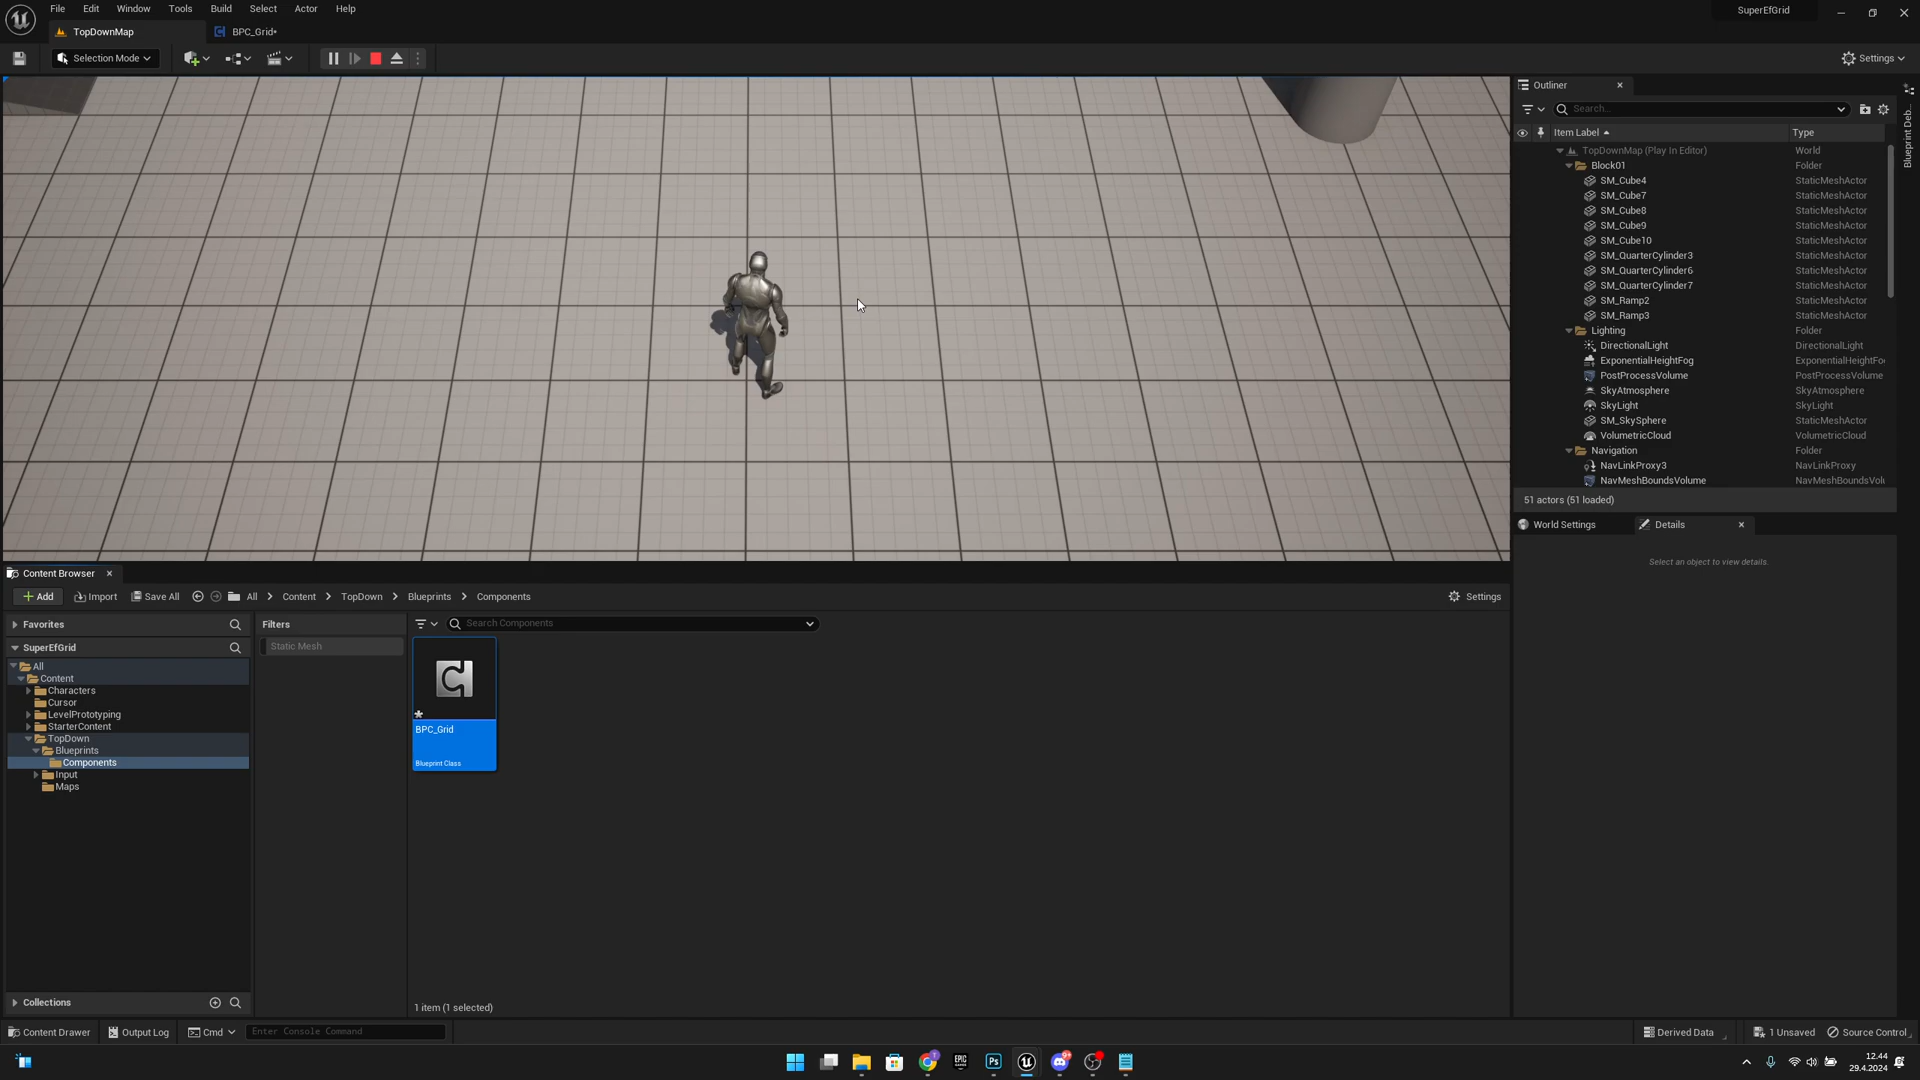 File Edit Window Tools Build Select Actor Help
SuperEfGrid
TopDownMap
BPC_Grid•
Selection Mode
Settings
Outliner
Search...
Item Label
Type
TopDownMap (Play In Editor) World
Block01 Folder
SM_Cube4 StaticMeshActor
SM_Cube7 StaticMeshActor
SM_Cube8 StaticMeshActor
SM_Cube9 StaticMeshActor
SM_Cube10 StaticMeshActor
SM_QuarterCylinder3 StaticMeshActor
SM_QuarterCylinder6 StaticMeshActor
SM_QuarterCylinder7 StaticMeshActor
SM_Ramp2 StaticMeshActor
SM_Ramp3 StaticMeshActor
Lighting Folder
DirectionalLight DirectionalLight
ExponentialHeightFog ExponentialHeightFo
PostProcessVolume PostProcessVolume
SkyAtmosphere SkyAtmosphere
SkyLight SkyLight
SM_SkySphere StaticMeshActor
VolumetricCloud VolumetricCloud
Navigation Folder
NavLinkProxy3 NavLinkProxy
NavMeshBoundsVolume NavMeshBoundsVolu
51 actors (51 loaded)
Blueprint Deb...
World Settings
Details
Select an object to view details.
Content Browser
Add Import Save All All Content TopDown Blueprints Components Settings
Favorites
Filters
Search Components
SuperEfGrid
Static Mesh
All
Content
Characters
Cursor
LevelPrototyping
StarterContent
TopDown
Blueprints
Components
Input
Maps
BPC_Grid
Blueprint Class
Collections
1 item (1 selected)
Content Drawer Output Log Cmd Enter Console Command Derived Data 1 Unsaved Source Control
Ps
EPIC
12.44
29.4.2024